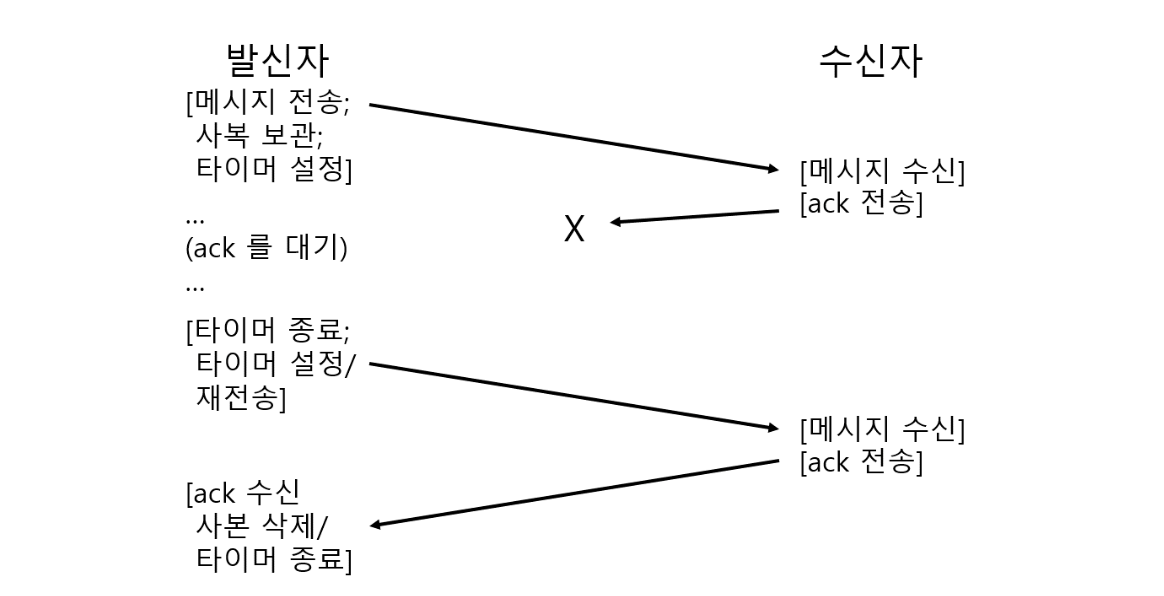 발신자
수신자
[메시지 전송;
사복 보관;
타이머 설정]
[메시지 수신]
[ack 전송]
...
X
(ack 를 대기)
...
[타이머 종료;
타이머 설정/
재전송]
[메시지 수신]
[ack 전송]
[ack 수신
사본 삭제/
타이머 종료]